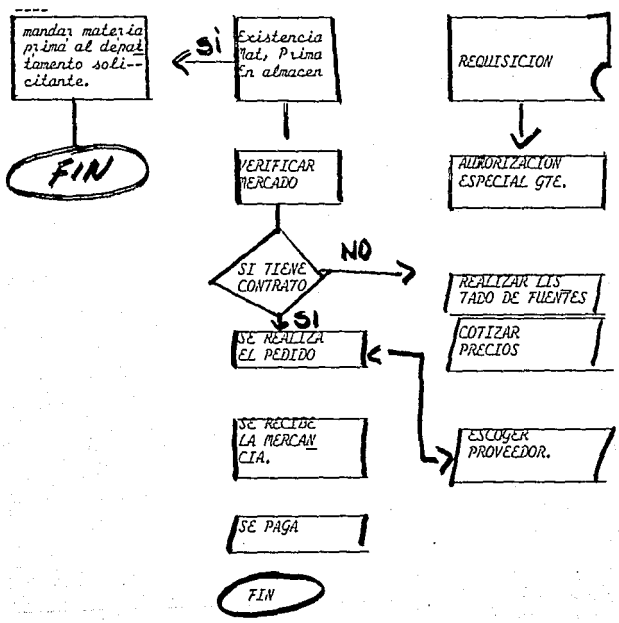 mandar materia
prima al depar
tamento soli--
citante.
SI
Existencia
Mat, Prima
En almacen
REQUISICION
FIN
VERIFICAR
MERCADO
AUTORIZACION
ESPECIAL GTE.
SI TIENE
CONTRATO
NO
REALIZAR LIS
TADO DE FUENTES
SI
SE REALIZA
EL PEDIDO
COTIZAR
PRECIOS
SE RECIBE
LA MERCAN
CIA.
ESCOGER
PROVEEDOR.
SE PAGA
FIN